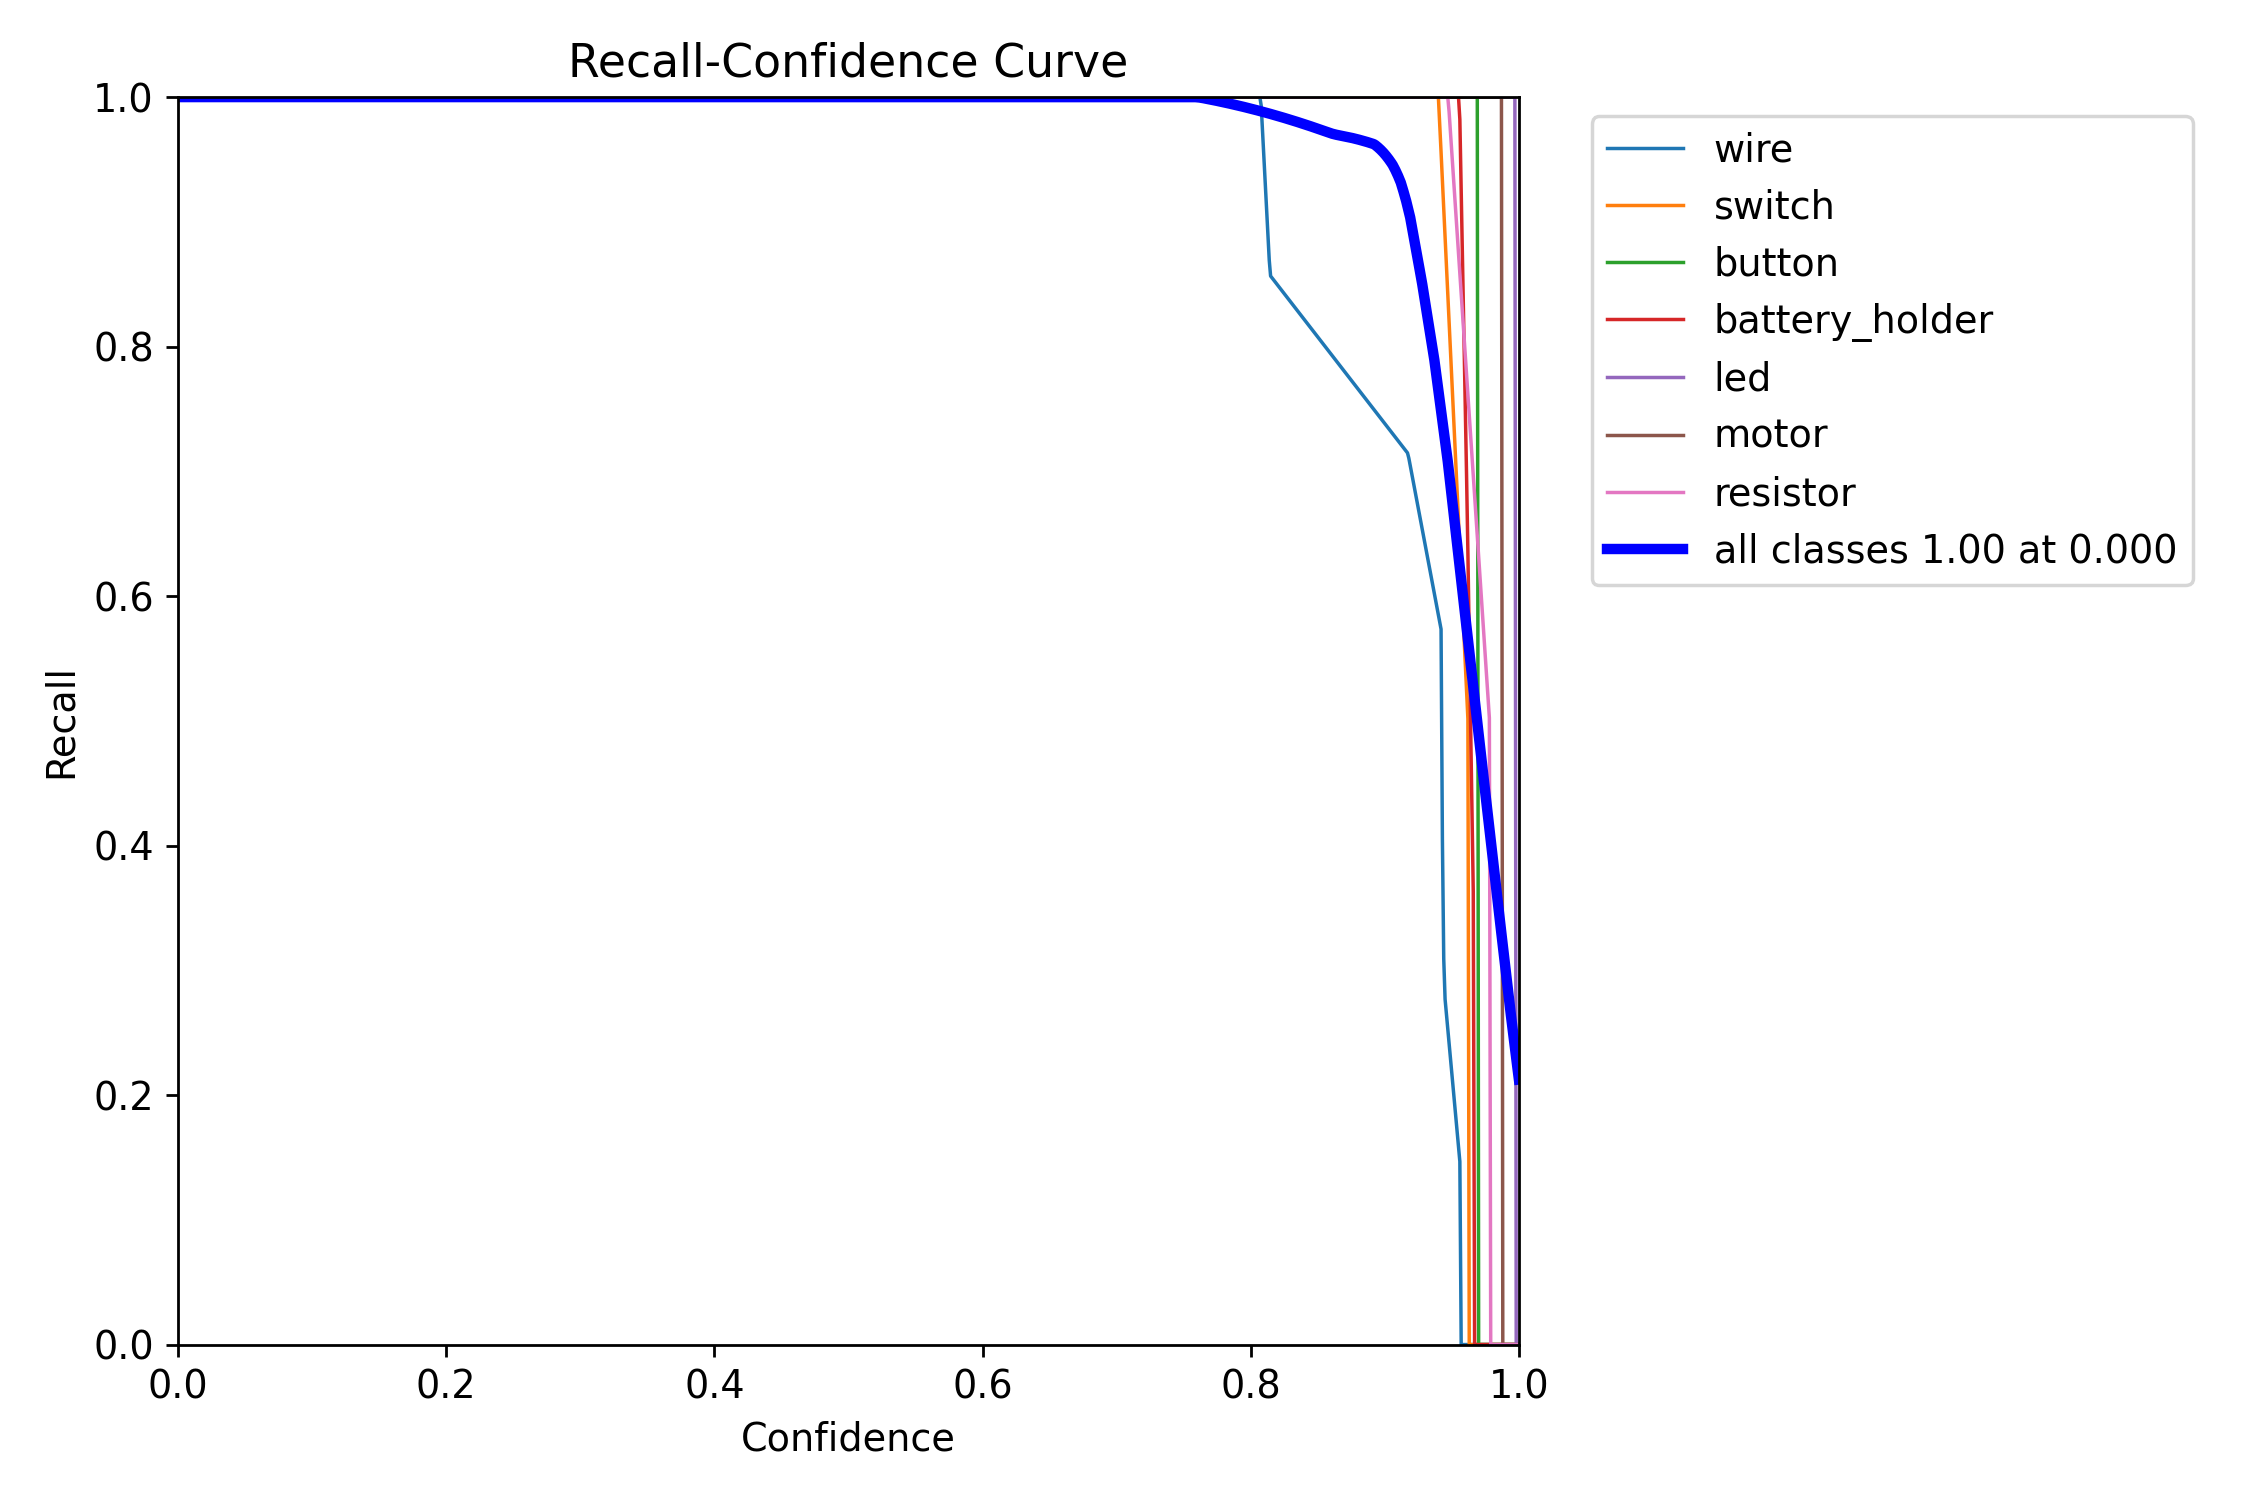 Recall-Confidence Curve
1.0
0.8
0.6
0.4
0.2
0.0
Recall
0.0 0.2 0.4 0.6 0.8 1.0
Confidence
wire
switch
button
battery_holder
led
motor
resistor
all classes 1.00 at 0.000